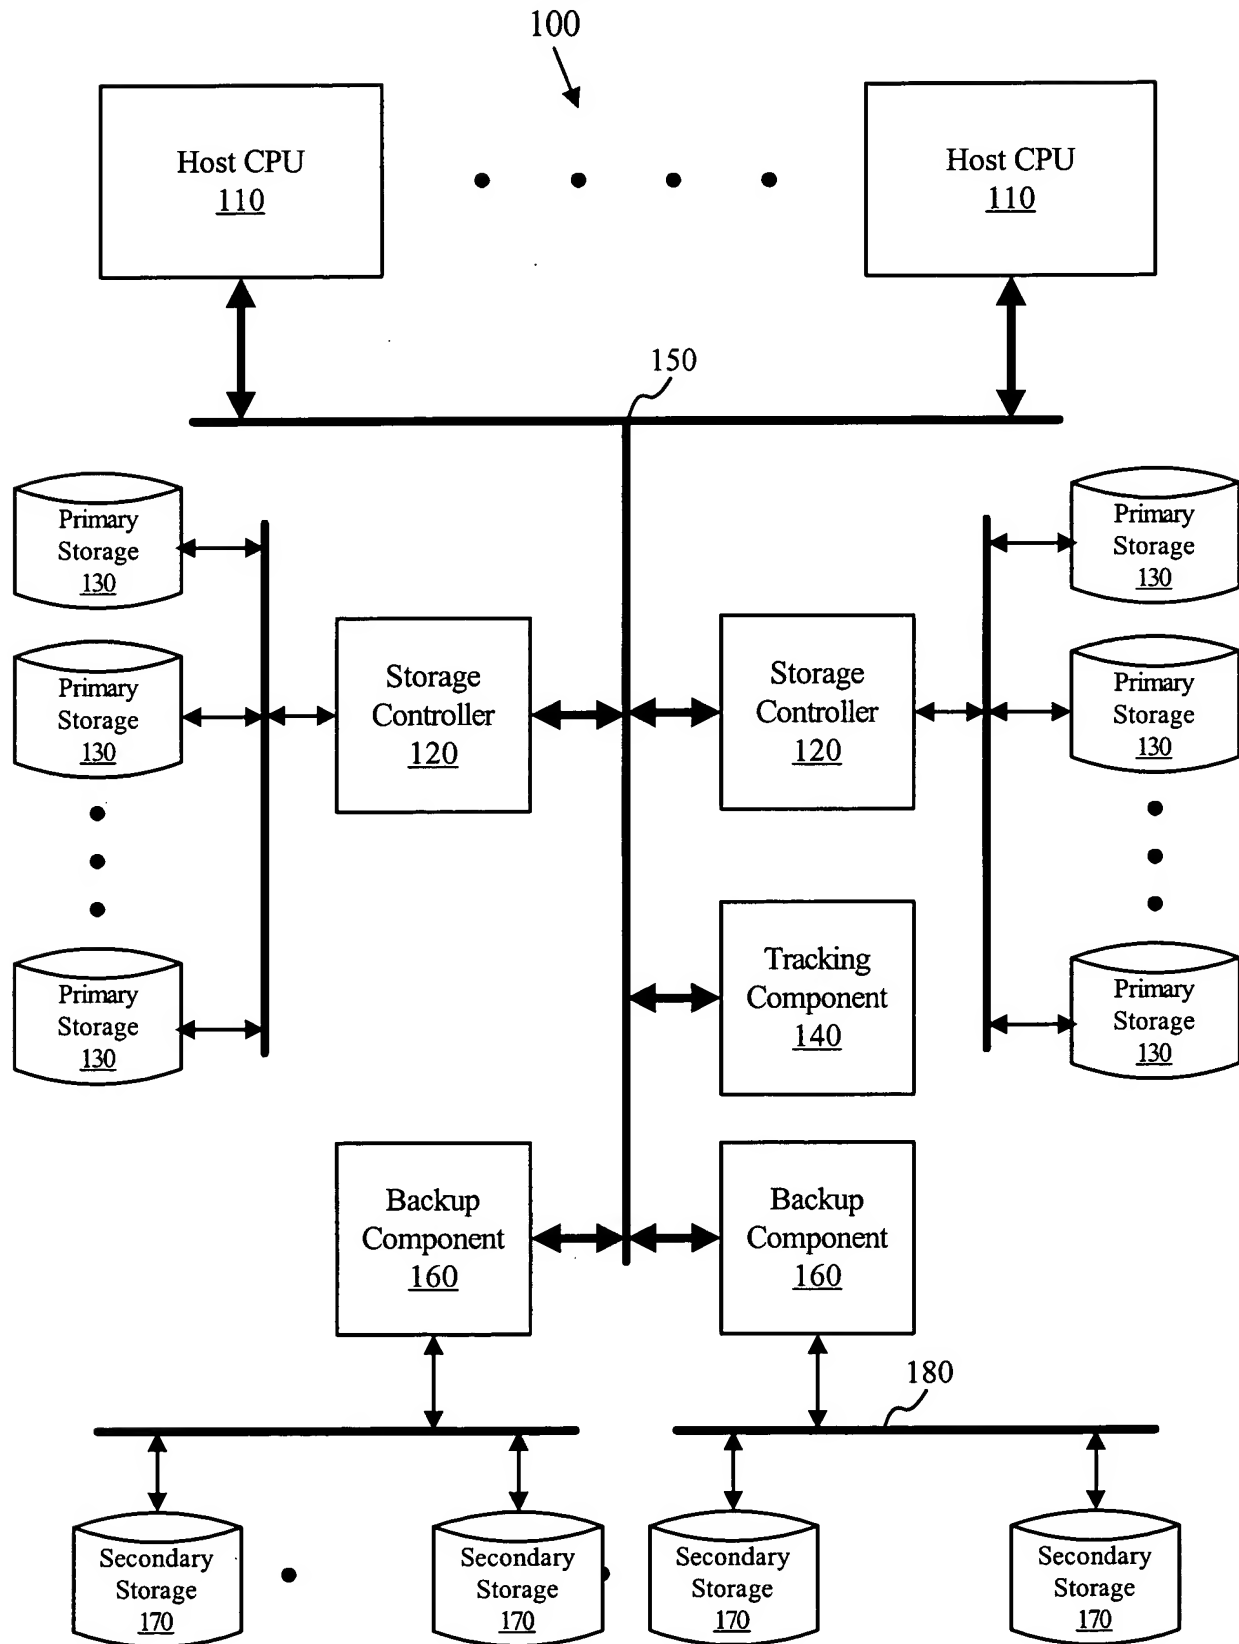 100
Host CPU
110
Host CPU
110
150
Primary
Storage
130
Primary
Storage
130
Primary
Storage
130
Primary
Storage
130
Storage
Controller
120
Storage
Controller
120
Tracking
Component
140
Primary
Storage
130
Primary
Storage
130
Backup
Component
160
Backup
Component
160
180
Secondary
Storage
170
Secondary
Storage
170
Secondary
Storage
170
Secondary
Storage
170